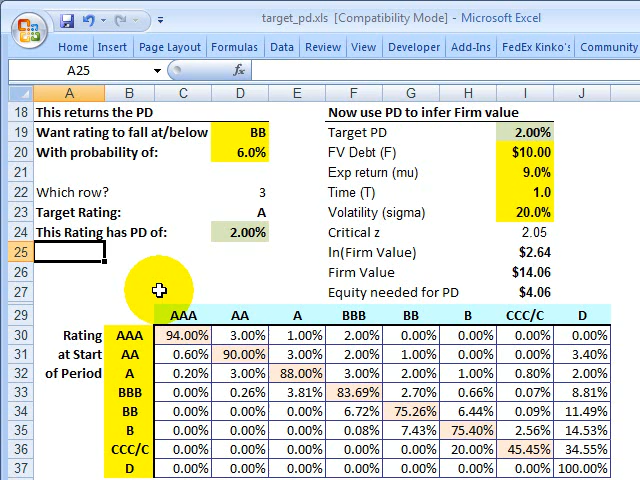 target_pd.xls [Compatibility Mode] - Microsoft Excel
Home Insert Page Layout Formulas Data View Developer Add-Ins FedEx Kinko's Community
A25 fx
A B C D E F G H I J
18 This returns the PD Now use PD to infer Firm value
19 Want rating to fall at/below BB Target PD 2.00%
20 With probability of: 6.0% FV Debt (F) $10.00
21 Exp return (mu) 9.0%
22 Which row? 3 Time (T) 1.0
23 Target Rating: A Volatility (sigma) 20.0%
24 This Rating has PD of: 2.00% Critical z 2.05
25 ln(Firm Value) $2.64
26 Firm Value $14.06
27 Equity needed for PD $4.06
29 AAA AA A BBB BB B CCC/C D
30 Rating AAA 94.00% 3.00% 1.00% 2.00% 0.00% 0.00% 0.00% 0.00%
31 at Start AA 0.60% 90.00% 3.00% 2.00% 1.00% 0.00% 0.00% 3.40%
32 of Period A 0.20% 3.00% 88.00% 3.00% 2.00% 1.00% 0.80% 2.00%
33 BBB 0.00% 0.26% 3.81% 83.69% 2.70% 0.66% 0.07% 8.81%
34 BB 0.00% 0.00% 0.00% 6.72% 75.26% 6.44% 0.09% 11.49%
35 B 0.00% 0.00% 0.00% 0.08% 7.43% 75.40% 2.56% 14.53%
36 CCC/C 0.00% 0.00% 0.00% 0.00% 0.00% 20.00% 45.45% 34.55%
37 D 0.00% 0.00% 0.00% 0.00% 0.00% 0.00% 0.00% 100.00%